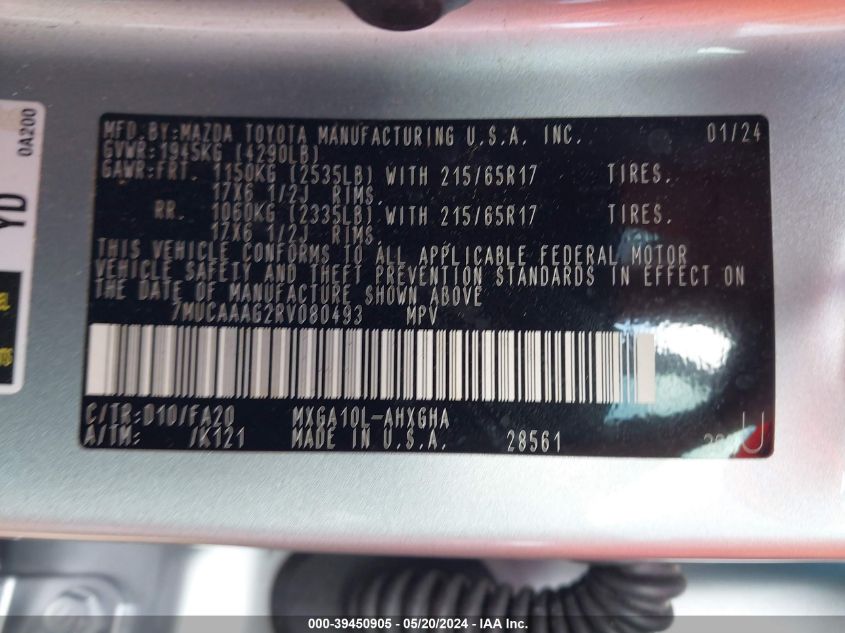 MFD.BY:MAZDA TOYOTA MANUFACTURING U.S.A. INC. 01/24
GVWR:1945KG (4290LB)
GAWR:FRT. 1150KG (2535LB) WITH 215/65R17 TIRES.
17X6 1/2J RIMS.
RR. 1060KG (2335LB) WITH 215/65R17 TIRES.
17X6 1/2J RIMS.
THIS VEHICLE CONFORMS TO ALL APPLICABLE FEDERAL MOTOR
VEHICLE SAFETY AND THEFT PREVENTION STANDARDS IN EFFECT ON
THE DATE OF MANUFACTURE SHOWN ABOVE
7MUCAAAG2RV080493 MPV
C/TR:D10/FA20 MXGA10L-AHXGHA
A/TM: /K121 MADE IN U.S.A. 28561 U
0A200
YD
000-39450905 - 05/20/2024 - IAA Inc.